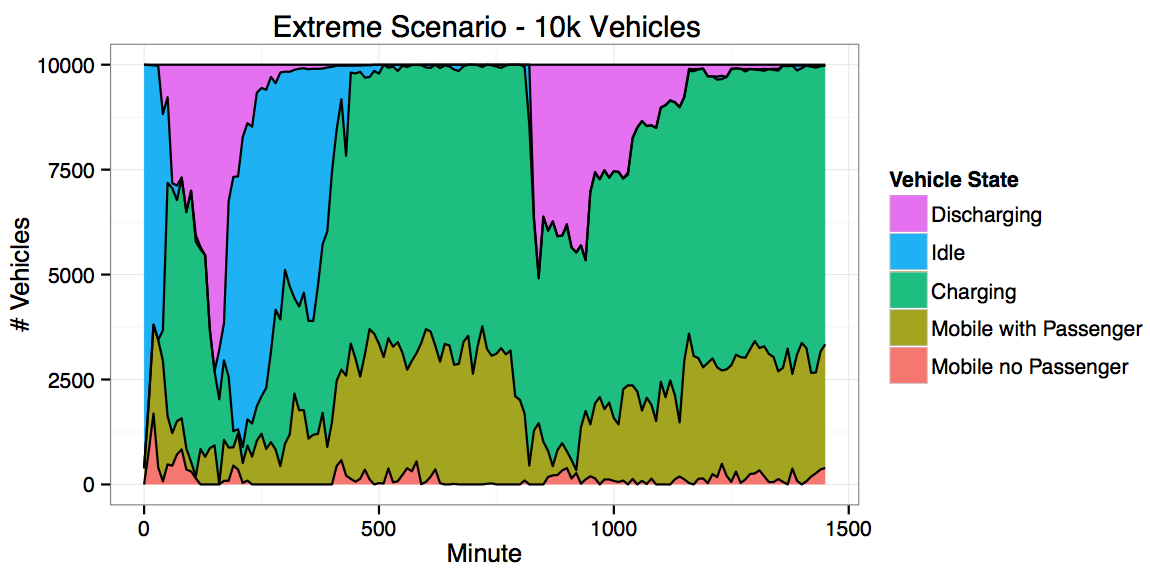 Extreme Scenario - 10k Vehicles
10000
7500
5000
2500
0
# Vehicles
0 500 1000 1500
Minute
Vehicle State
Discharging
Idle
Charging
Mobile with Passenger
Mobile no Passenger